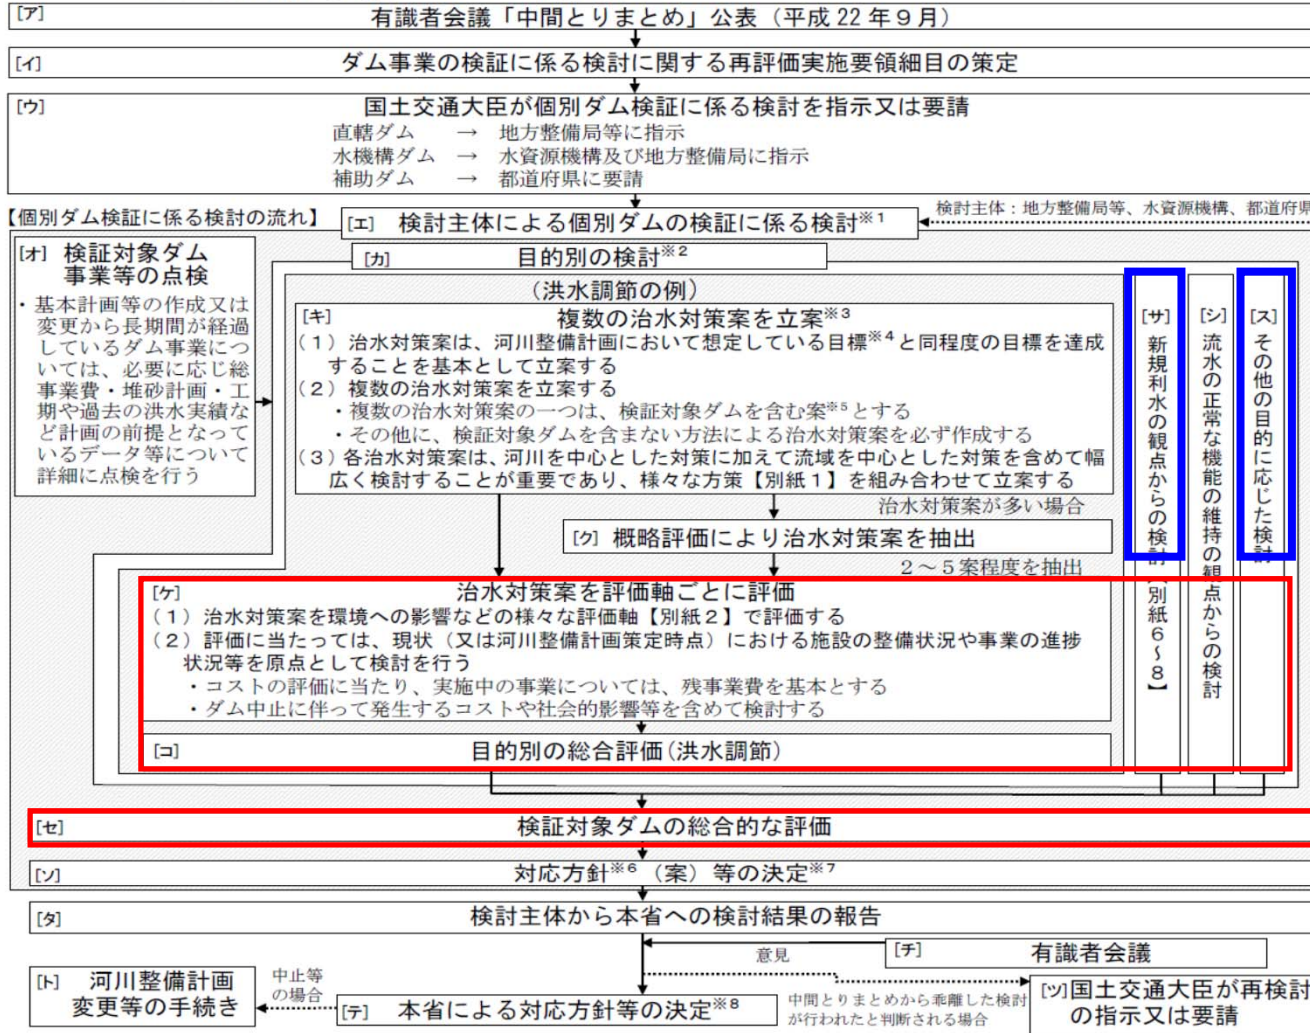 [ア] 有識者会議「中間とりまとめ」公表（平成22年９月）
[イ] ダム事業の検証に係る検討に関する再評価実施要領細目の策定
[ウ] 国土交通大臣が個別ダム検証に係る検討を指示又は要請
直轄ダム → 地方整備局等に指示
水機構ダム → 水資源機構及び地方整備局に指示
補助ダム → 都道府県に要請
【個別ダム検証に係る検討の流れ】
[エ] 検討主体による個別ダムの検証に係る検討※１
検討主体：地方整備局等、水資源機構、都道府県
[オ] 検証対象ダム
事業等の点検
・基本計画等の作成又は
変更から長期間が経過
しているダム事業につ
いては、必要に応じ総
事業費・堆砂計画・工
期や過去の洪水実績な
ど計画の前提となって
いるデータ等について
詳細に点検を行う
[カ] 目的別の検討※２
(洪水調節の例)
[キ] 複数の治水対策案を立案※３
（１）治水対策案は、河川整備計画において想定している目標※４と同程度の目標を達成
することを基本として立案する
（２）複数の治水対策案を立案する
・複数の治水対策案の一つは、検証対象ダムを含む案※５とする
・その他に、検証対象ダムを含まない方法による治水対策案を必ず作成する
（３）各治水対策案は、河川を中心とした対策に加えて流域を中心とした対策を含めて幅
広く検討することが重要であり、様々な方策【別紙１】を組み合わせて立案する
治水対策案が多い場合
[ク] 概略評価により治水対策案を抽出
２～５案程度を抽出
[ケ] 治水対策案を評価軸ごとに評価
（１）治水対策案を環境への影響などの様々な評価軸【別紙２】で評価する
（２）評価に当たっては、現状（又は河川整備計画策定時点）における施設の整備状況や事業の進捗
状況等を原点として検討を行う
・コストの評価に当たり、実施中の事業については、残事業費を基本とする
・ダム中止に伴って発生するコストや社会的影響等を含めて検討する
[コ] 目的別の総合評価(洪水調節)
[サ] 新規利水の観点からの検討【別紙６～８】
[シ] 流水の正常な機能の維持の観点からの検討
[ス] その他の目的に応じた検討
[セ] 検証対象ダムの総合的な評価
[ソ] 対応方針※６（案）等の決定※７
[タ] 検討主体から本省への検討結果の報告
意見
[チ] 有識者会議
[ト] 河川整備計画
変更等の手続き
中止等
の場合
[テ] 本省による対応方針等の決定※８
中間とりまとめから乖離した検討
が行われたと判断される場合
[ツ] 国土交通大臣が再検討
の指示又は要請